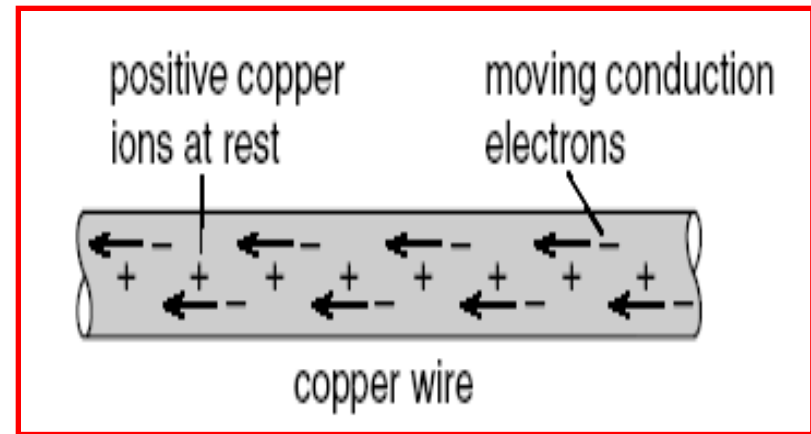 positive copper
ions at rest
moving conduction
electrons
− − − −
+ + + + + + + +
− − − −
copper wire